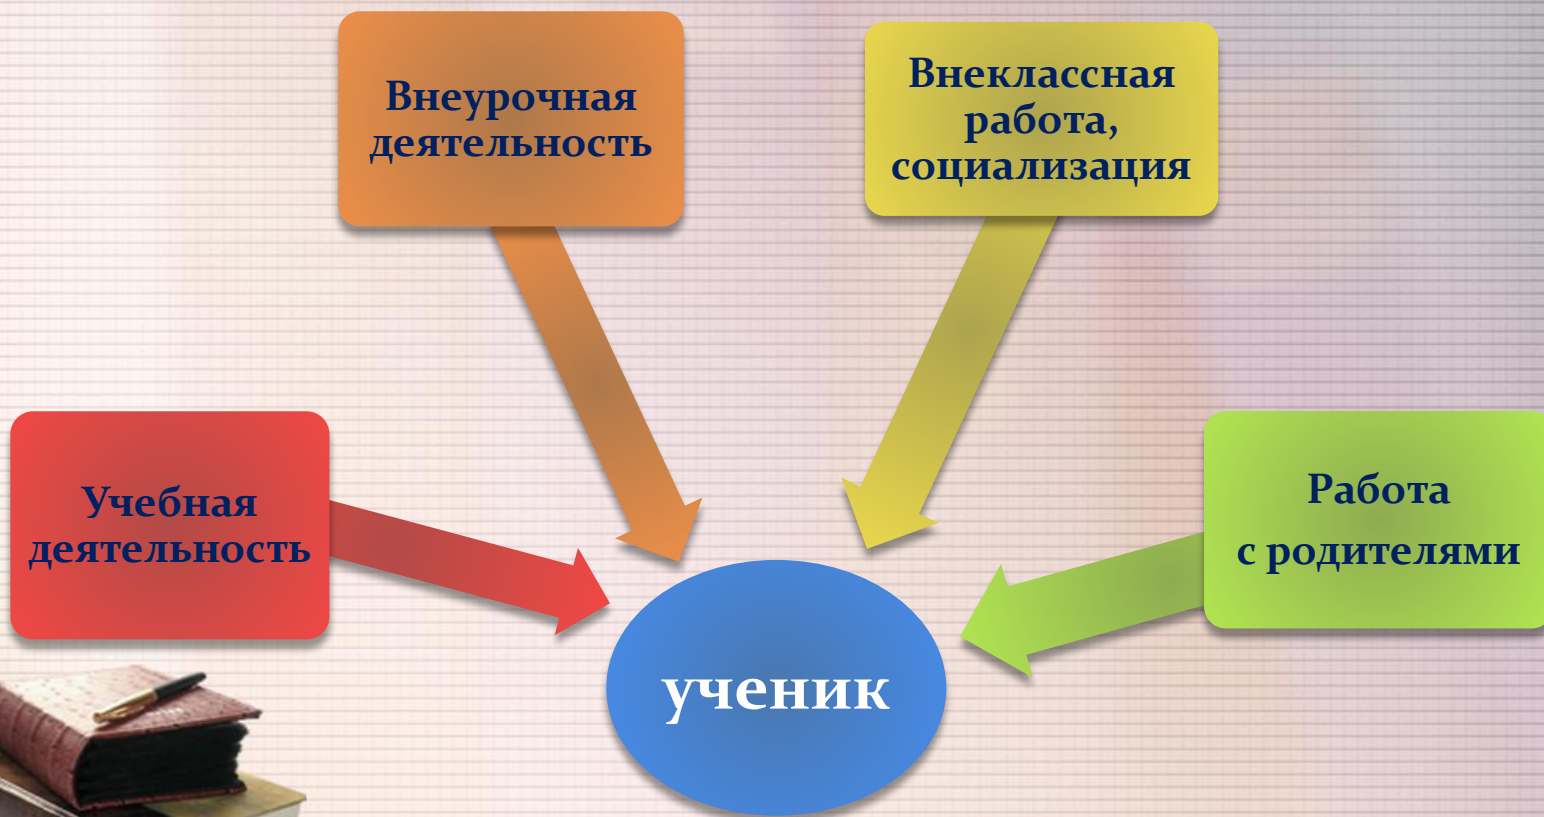 Внеурочная
деятельность
Внеклассная
работа,
социализация
Учебная
деятельность
Работа
с родителями
ученик